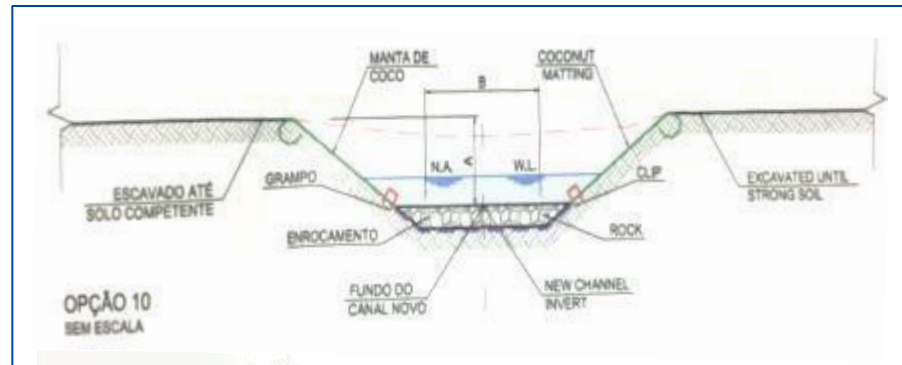 MANTA DE
COCO
COCONUT
MATTING
B
A
N.A.
W.L.
GRAMPO
CLIP
ESCAVADO ATÉ
SOLO COMPETENTE
EXCAVATED UNTIL
STRONG SOIL
ENROCAMENTO
ROCK
FUNDO DO
CANAL NOVO
NEW CHANNEL
INVERT
OPÇÃO 10
SEM ESCALA